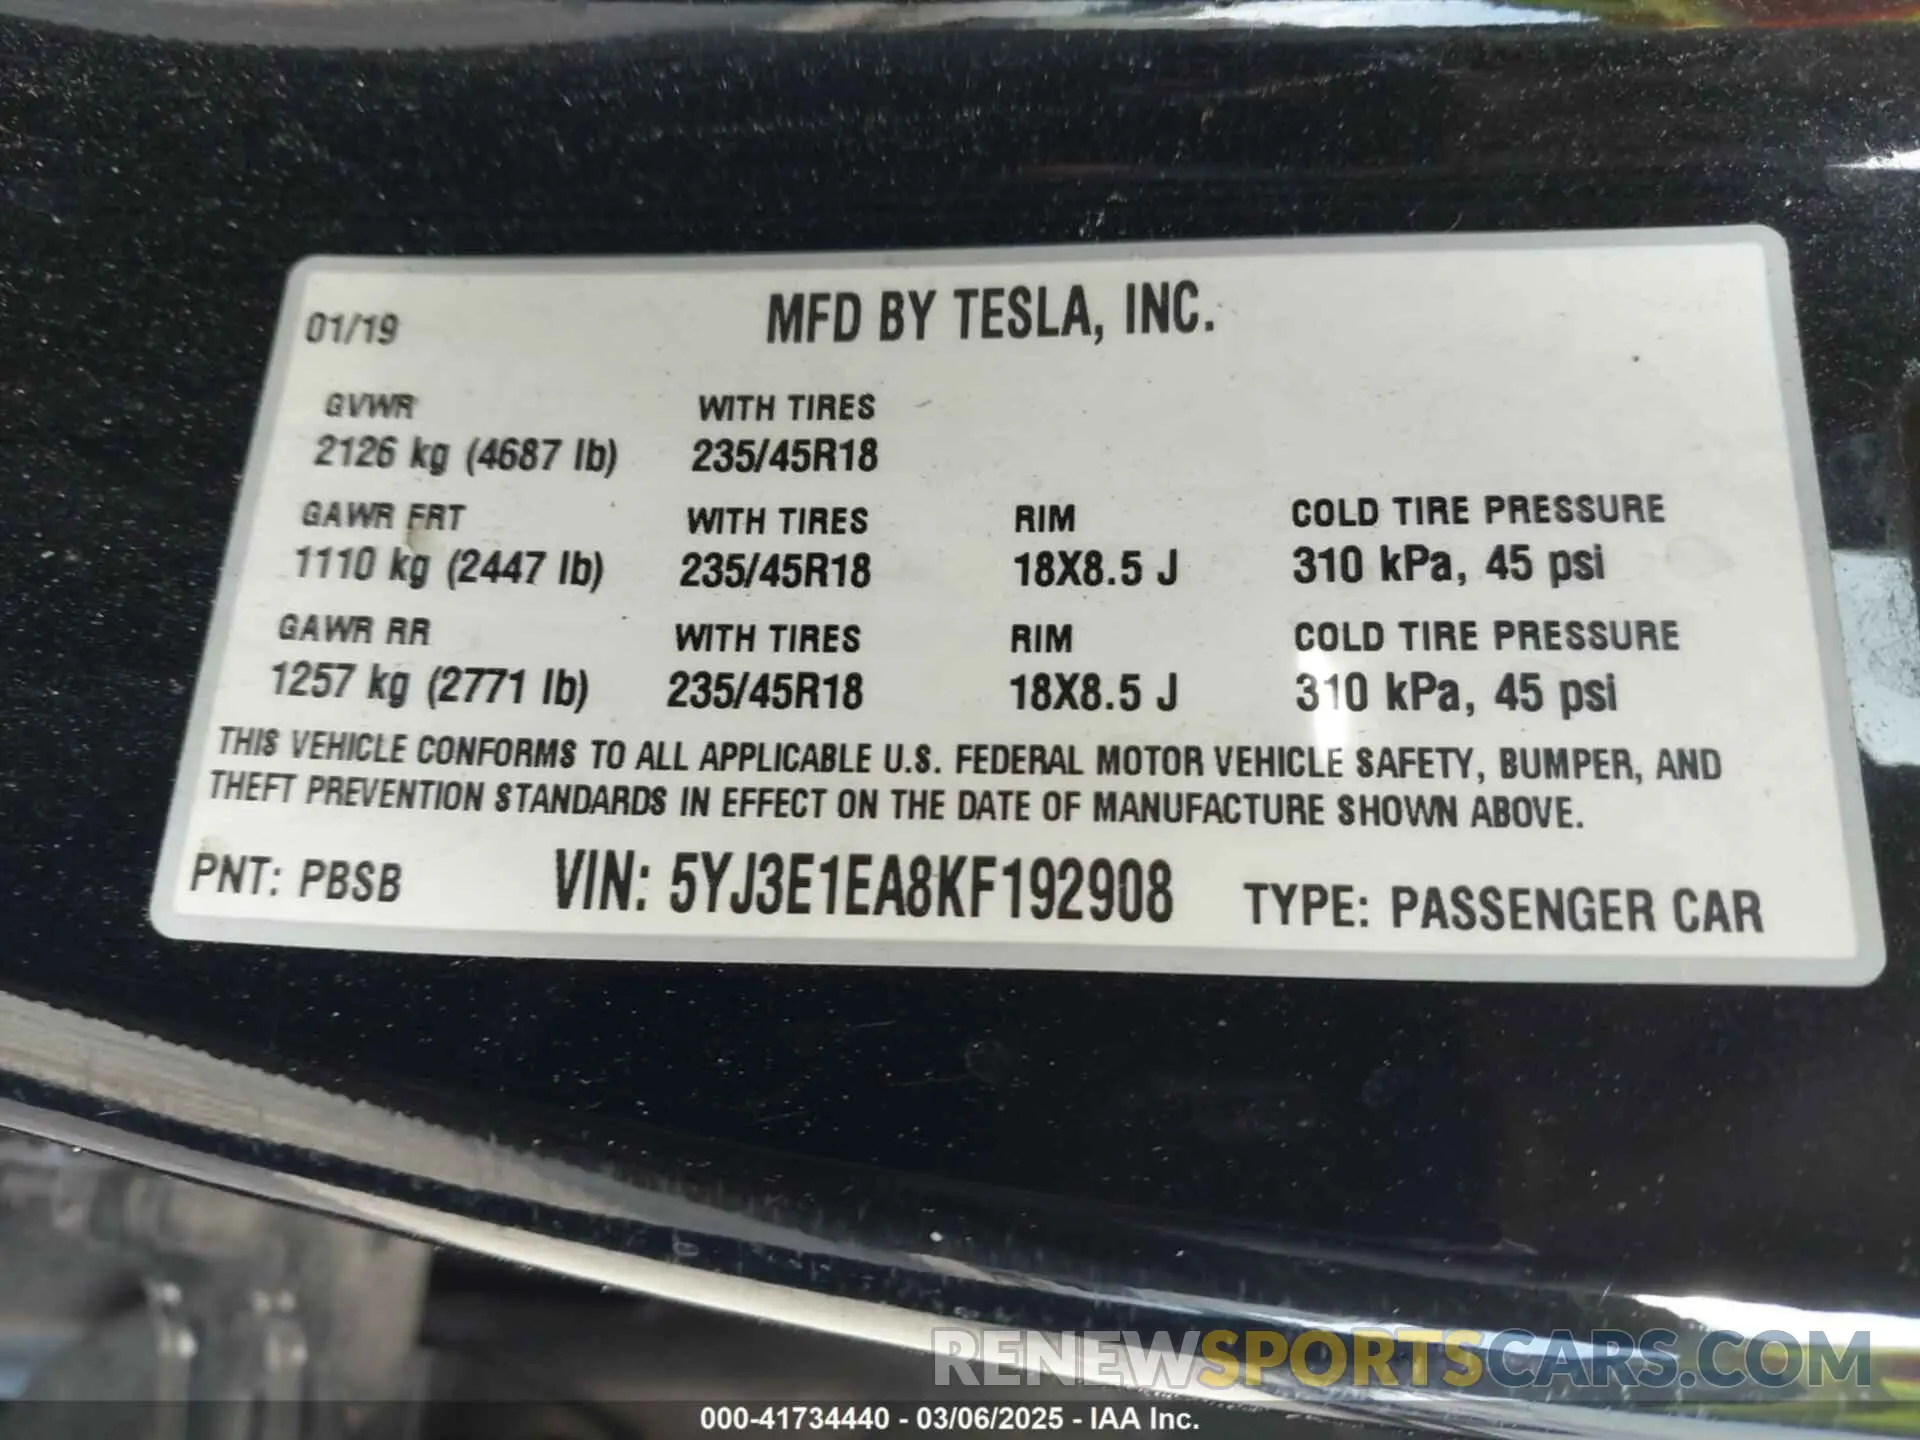 01/19 MFD BY TESLA, INC.
GVWR WITH TIRES
2126 kg (4687 lb) 235/45R18
GAWR FRT WITH TIRES RIM COLD TIRE PRESSURE
1110 kg (2447 lb) 235/45R18 18X8.5 J 310 kPa, 45 psi
GAWR RR WITH TIRES RIM COLD TIRE PRESSURE
1257 kg (2771 lb) 235/45R18 18X8.5 J 310 kPa, 45 psi
THIS VEHICLE CONFORMS TO ALL APPLICABLE U.S. FEDERAL MOTOR VEHICLE SAFETY, BUMPER, AND
THEFT PREVENTION STANDARDS IN EFFECT ON THE DATE OF MANUFACTURE SHOWN ABOVE.
PNT: PBSB VIN: 5YJ3E1EA8KF192908 TYPE: PASSENGER CAR
RENEWSPORTSCARS.COM
000-41734440 - 03/06/2025 - IAA Inc.